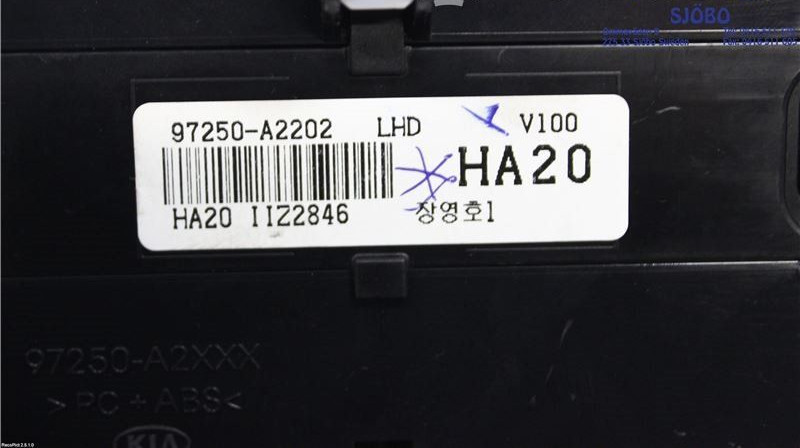 SJÖBO
97250-A2202 LHD V100
HA20
HA20 IIZ2846 장영호1
97250-A2XXX
>PC+ABS<
KIA